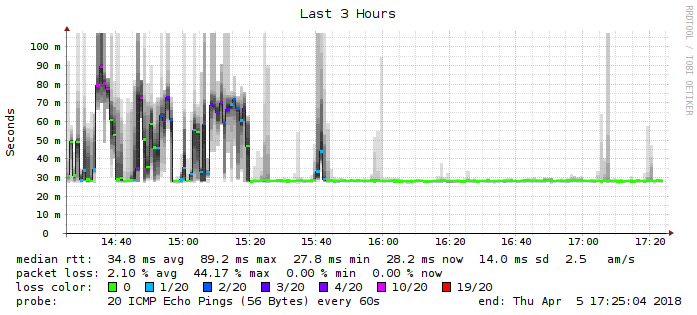 Last 3 Hours
RRDTOOL / TOBI OETIKER
Seconds
100 m
90 m
80 m
70 m
60 m
50 m
40 m
30 m
20 m
10 m
0
14:40 15:00 15:20 15:40 16:00 16:20 16:40 17:00 17:20
median rtt: 34.8 ms avg 89.2 ms max 27.8 ms min 28.2 ms now 14.0 ms sd 2.5 am/s
packet loss: 2.10 % avg 44.17 % max 0.00 % min 0.00 % now
loss color: 0 1/20 2/20 3/20 4/20 10/20 19/20
probe: 20 ICMP Echo Pings (56 Bytes) every 60s end: Thu Apr 5 17:25:04 2018